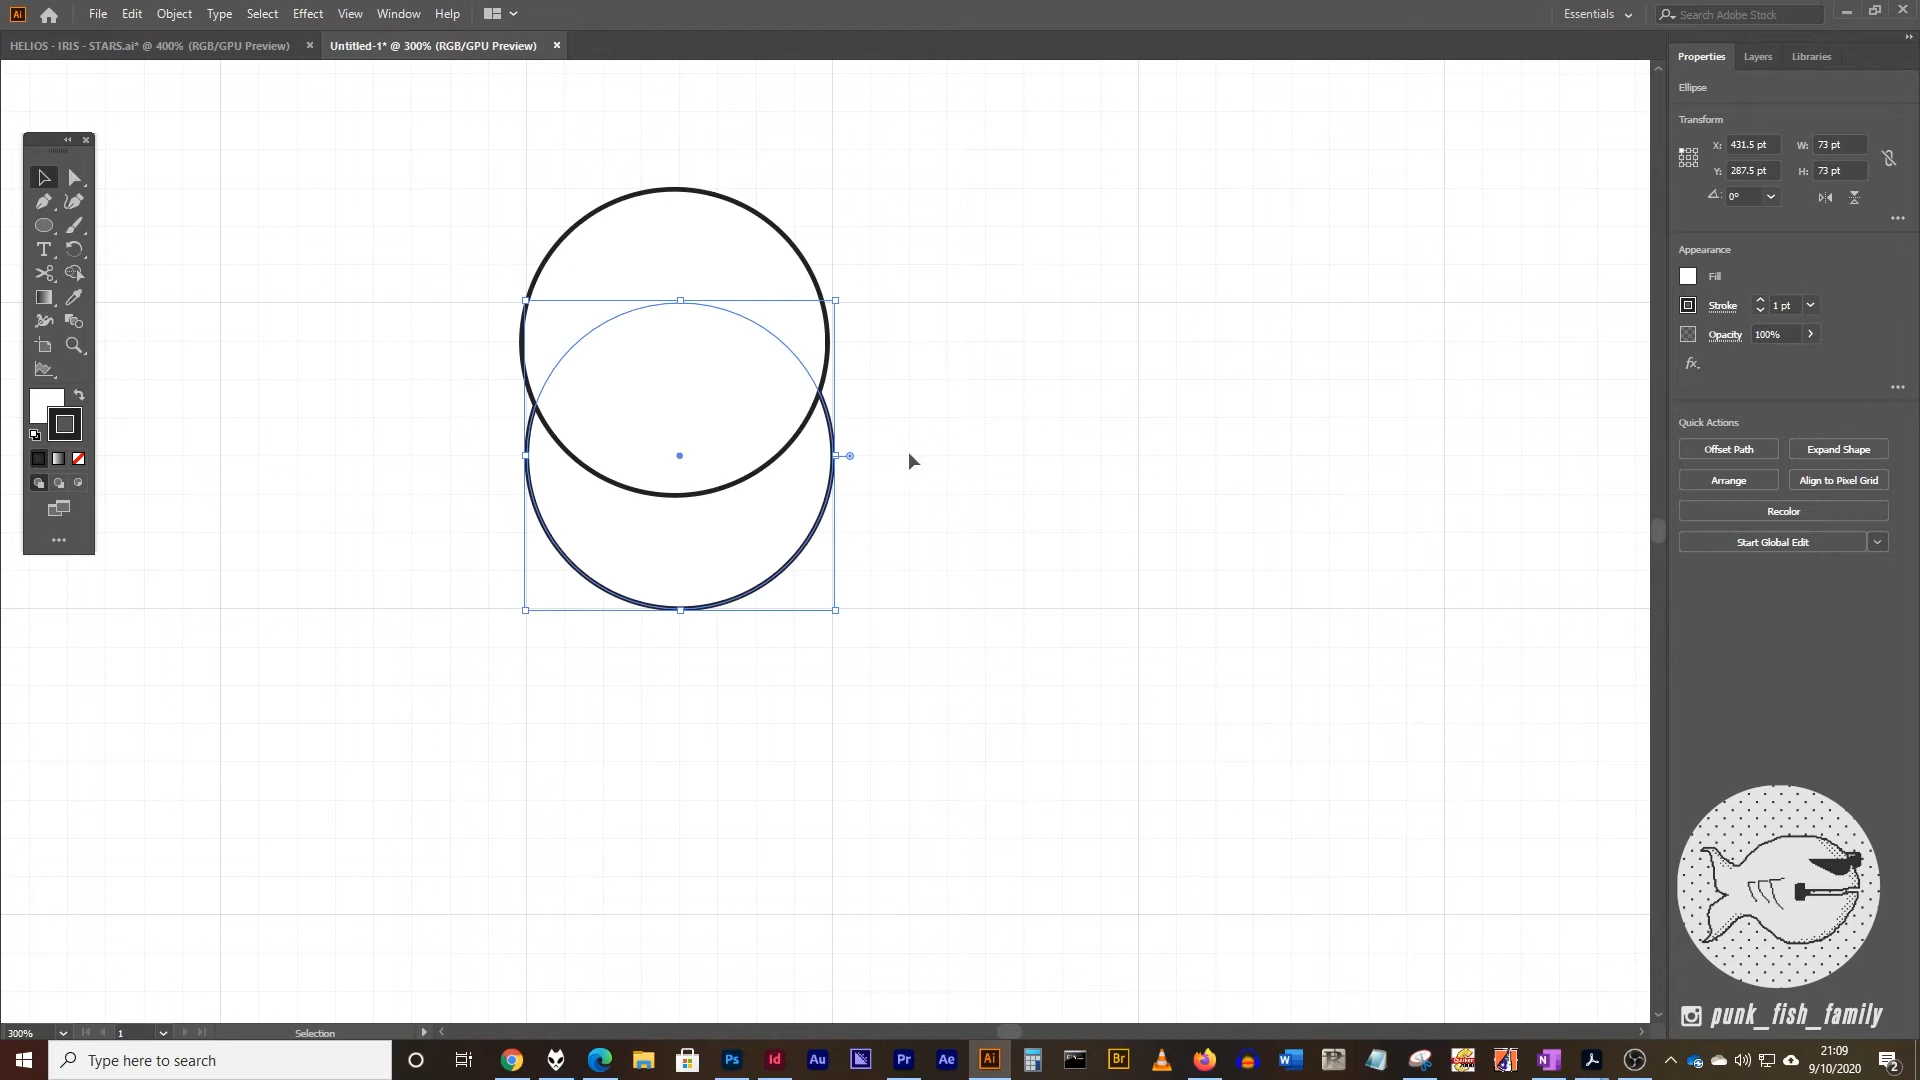 File Edit Object Type Select Effect View Window Help
Essentials
Search Adobe Stock
HELIOS - IRIS - STARS.ai* @ 400% (RGB/GPU Preview) ×
Untitled-1* @ 300% (RGB/GPU Preview) ×
Properties Layers Libraries
Ellipse
Transform
X: 431.5 pt W: 73 pt
Y: 287.5 pt H: 73 pt
0°
Appearance
Fill
Stroke 1 pt
Opacity 100%
fx.
Quick Actions
Offset Path Expand Shape
Arrange Align to Pixel Grid
Recolor
Start Global Edit
punk_fish_family
300% 1 Selection
Type here to search
Ps Id Au Pr Ae Ai Br W N
21:09
9/10/2020
2